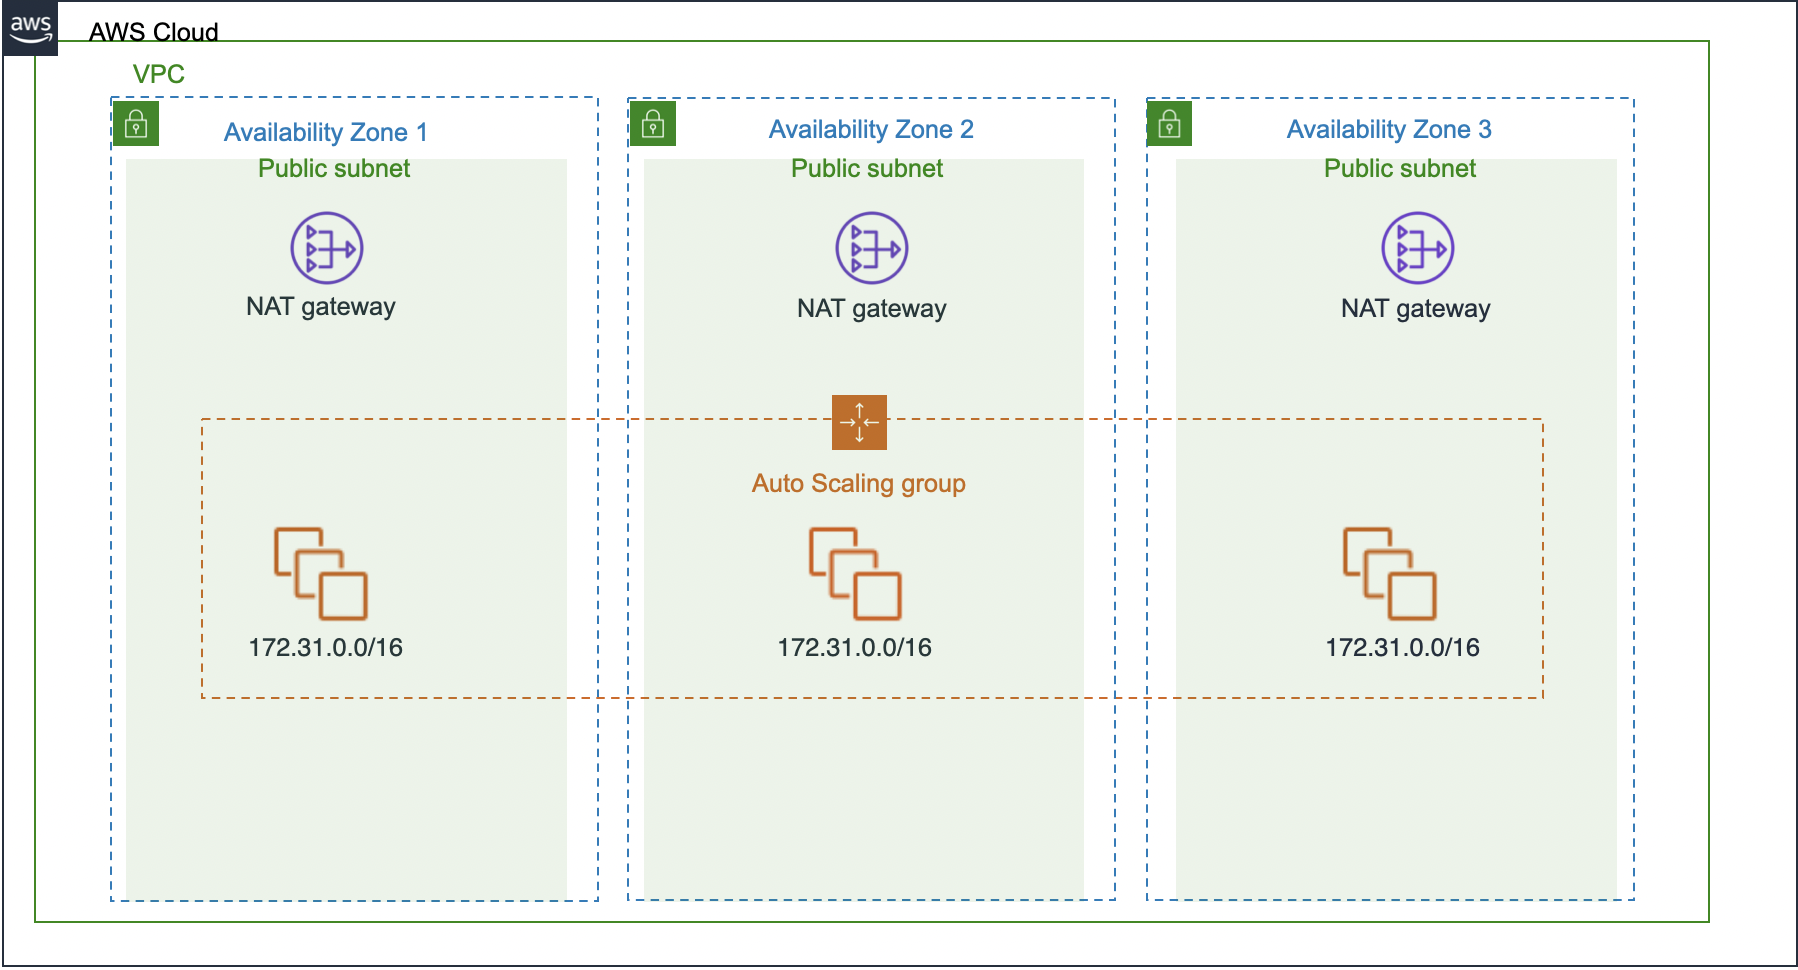 aws
AWS Cloud
VPC
Availability Zone 1
Availability Zone 2
Availability Zone 3
Public subnet
Public subnet
Public subnet
NAT gateway
NAT gateway
NAT gateway
Auto Scaling group
172.31.0.0/16
172.31.0.0/16
172.31.0.0/16